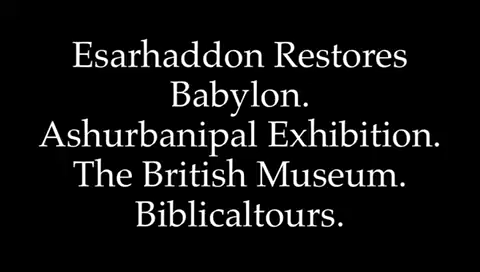 Esarhaddon Restores
Babylon.
Ashurbanipal Exhibition.
The British Museum.
Biblicaltours.